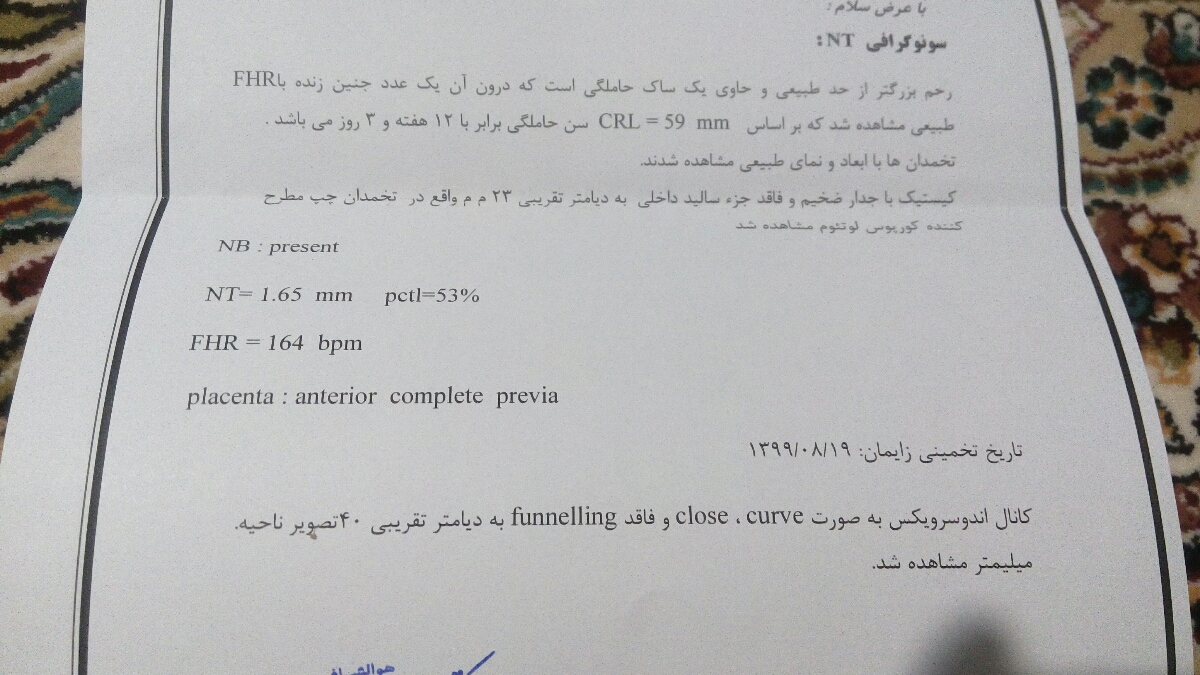 با عرض سلام:
سونوگرافی NT:
رحم بزرگتر از حد طبیعی و حاوی یک ساک حاملگی است که درون آن یک عدد جنین زنده باFHR
طبیعی مشاهده شد که بر اساس CRL = 59 mm سن حاملگی برابر با ۱۲ هفته و ۳ روز می باشد .
تخمدان ها با ابعاد و نمای طبیعی مشاهده شدند.
کیستیک با جدار ضخیم و فاقد جزء سالید داخلی به دیامتر تقریبی ۲۳ م م واقع در تخمدان چپ مطرح
کننده کورپوس لوتئوم مشاهده شد
NB : present
NT= 1.65 mm pctl=53%
FHR = 164 bpm
placenta : anterior complete previa
تاریخ تخمینی زایمان: ۱۳۹۹/۰۸/۱۹
کانال اندوسرویکس به صورت close ، curve و فاقد funnelling به دیامتر تقریبی ۴۰تصویر ناحیه.
میلیمتر مشاهده شد.